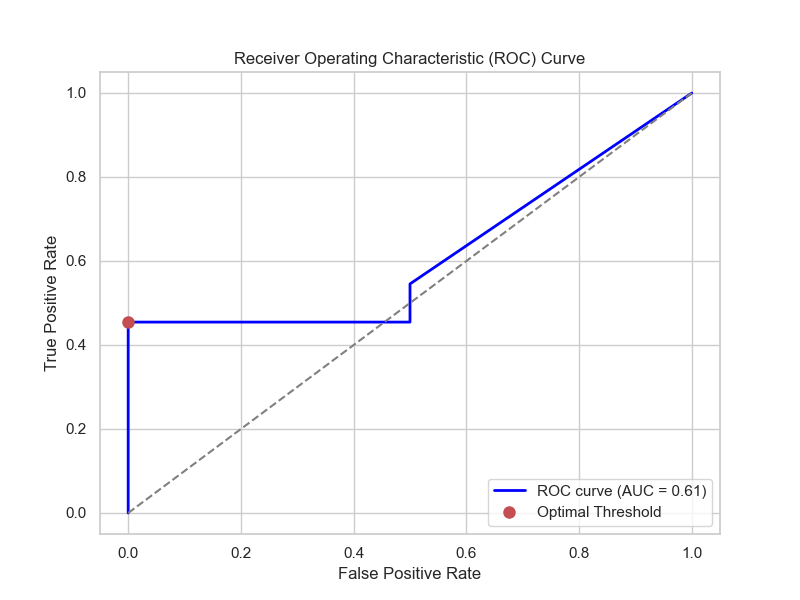 Receiver Operating Characteristic (ROC) Curve
True Positive Rate
1.0
0.8
0.6
0.4
0.2
0.0
0.0 0.2 0.4 0.6 0.8 1.0
False Positive Rate
ROC curve (AUC = 0.61)
Optimal Threshold